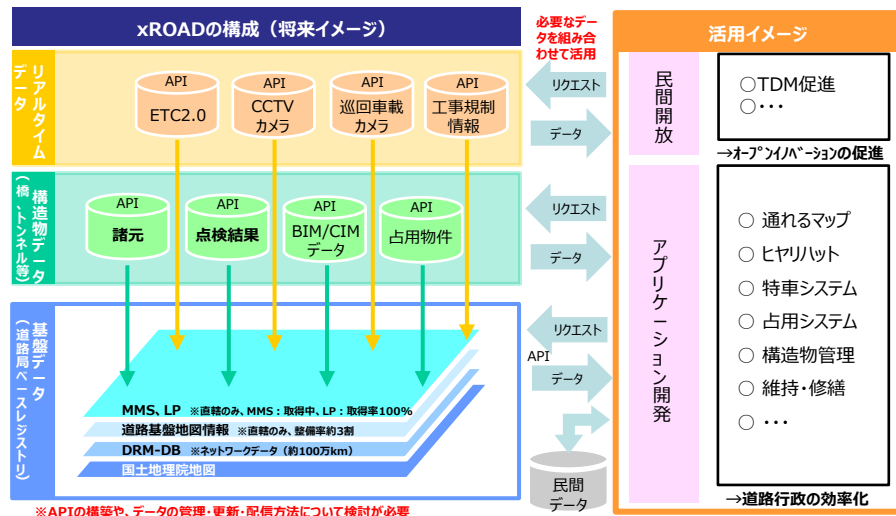 xROADの構成（将来イメージ）
リアルタイム
データ
API
ETC2.0
API
CCTV
カメラ
API
巡回車載
カメラ
API
工事規制
情報
構造物データ
(橋、トンネル等)
API
諸元
API
点検結果
API
BIM/CIM
データ
API
占用物件
基盤データ
(道路局ベースレジストリ)
MMS、LP ※直轄のみ、MMS：取得中、LP：取得率100%
道路基盤地図情報 ※直轄のみ、整備率約3割
DRM-DB ※ネットワークデータ（約100万km）
国土地理院地図
※APIの構築や、データの管理・更新・配信方法について検討が必要
必要なデー
タを組み合
わせて活用
リクエスト
データ
リクエスト
データ
リクエスト
API
データ
民間
データ
活用イメージ
民間開放
○TDM促進
○・・・
→ｵｰﾌﾟﾝｲﾉﾍﾞｰｼｮﾝの促進
アプリケーション開発
○ 通れるマップ
○ ヒヤリハット
○ 特車システム
○ 占用システム
○ 構造物管理
○ 維持・修繕
○ ・・・
→道路行政の効率化